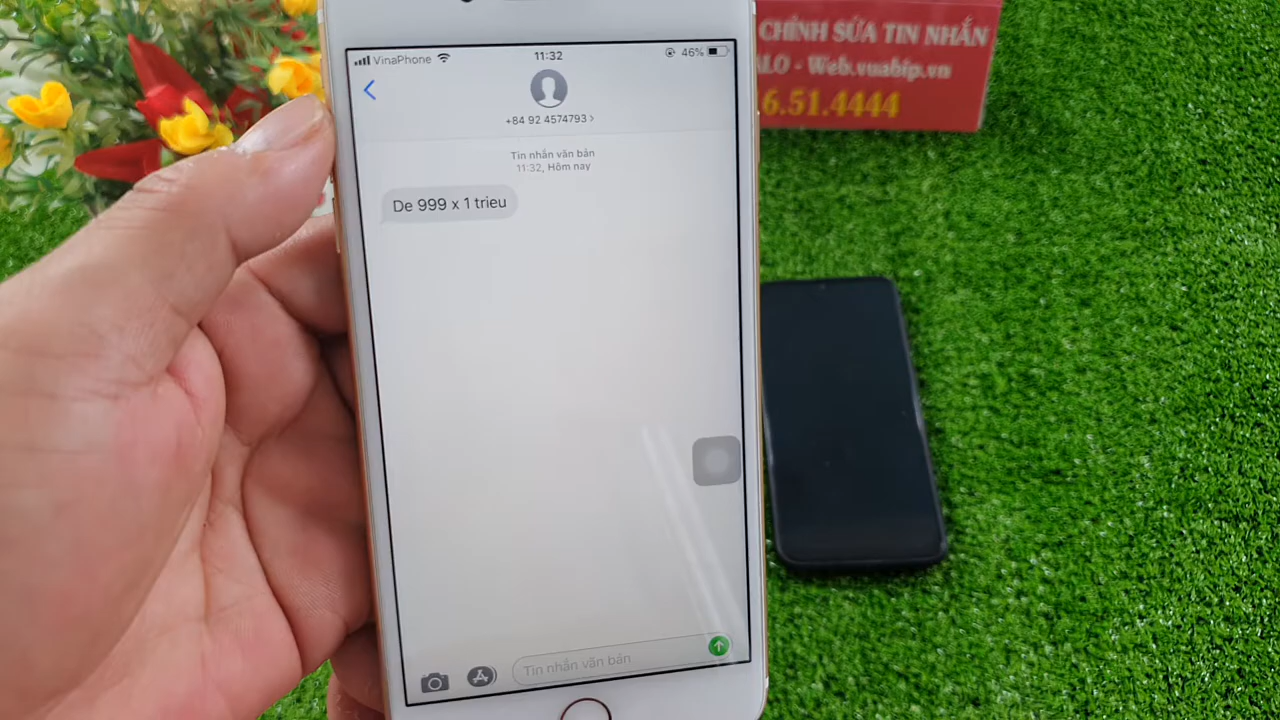 VinaPhone 11:32 46%
+84 92 4574793 >
Tin nhắn văn bản
11:32, Hôm nay
De 999 x 1 trieu
Tin nhắn văn bản
CHỈNH SỬA TIN NHẮN
ALO - Web.vuabip.vn
6.51.4444